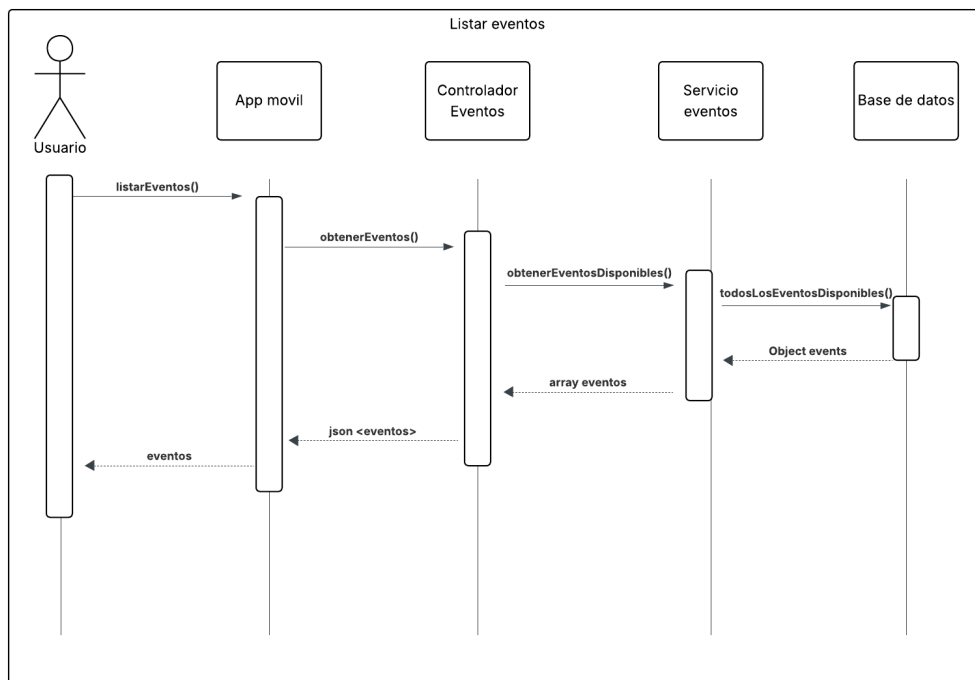 Listar eventos
Usuario
App movil
Controlador
Eventos
Servicio
eventos
Base de datos
listarEventos()
obtenerEventos()
obtenerEventosDisponibles()
todosLosEventosDisponibles()
Object events
array eventos
json <eventos>
eventos